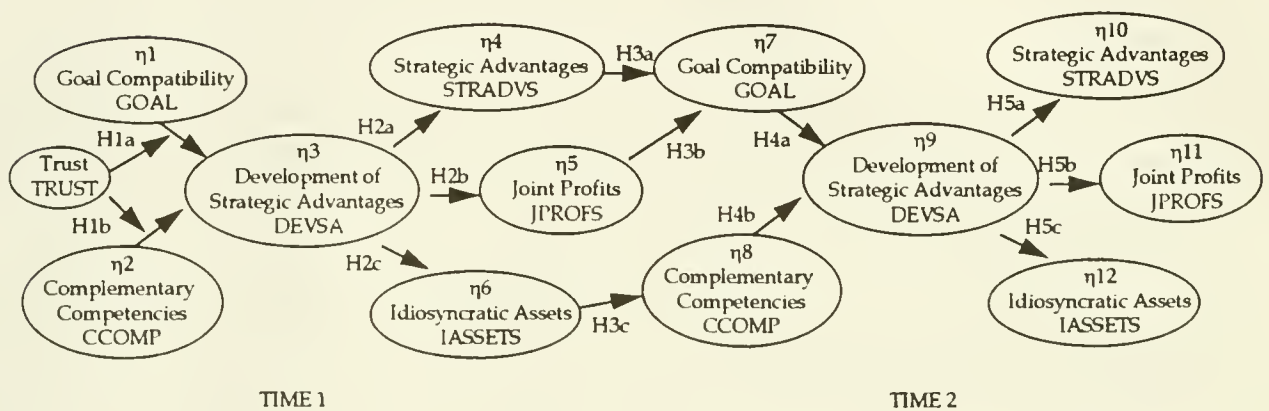 η1
Goal Compatibility
GOAL
H1a
Trust
TRUST
H1b
η2
Complementary
Competencies
CCOMP
η3
Development of
Strategic Advantages
DEVSA
H2a
H2b
H2c
η4
Strategic Advantages
STRADVS
η5
Joint Profits
JPROFS
η6
Idiosyncratic Assets
IASSETS
H3a
H3b
H3c
η7
Goal Compatibility
GOAL
η8
Complementary
Competencies
CCOMP
H4a
H4b
η9
Development of
Strategic Advantages
DEVSA
H5a
H5b
H5c
η10
Strategic Advantages
STRADVS
η11
Joint Profits
JPROFS
η12
Idiosyncratic Assets
IASSETS
TIME 1
TIME 2